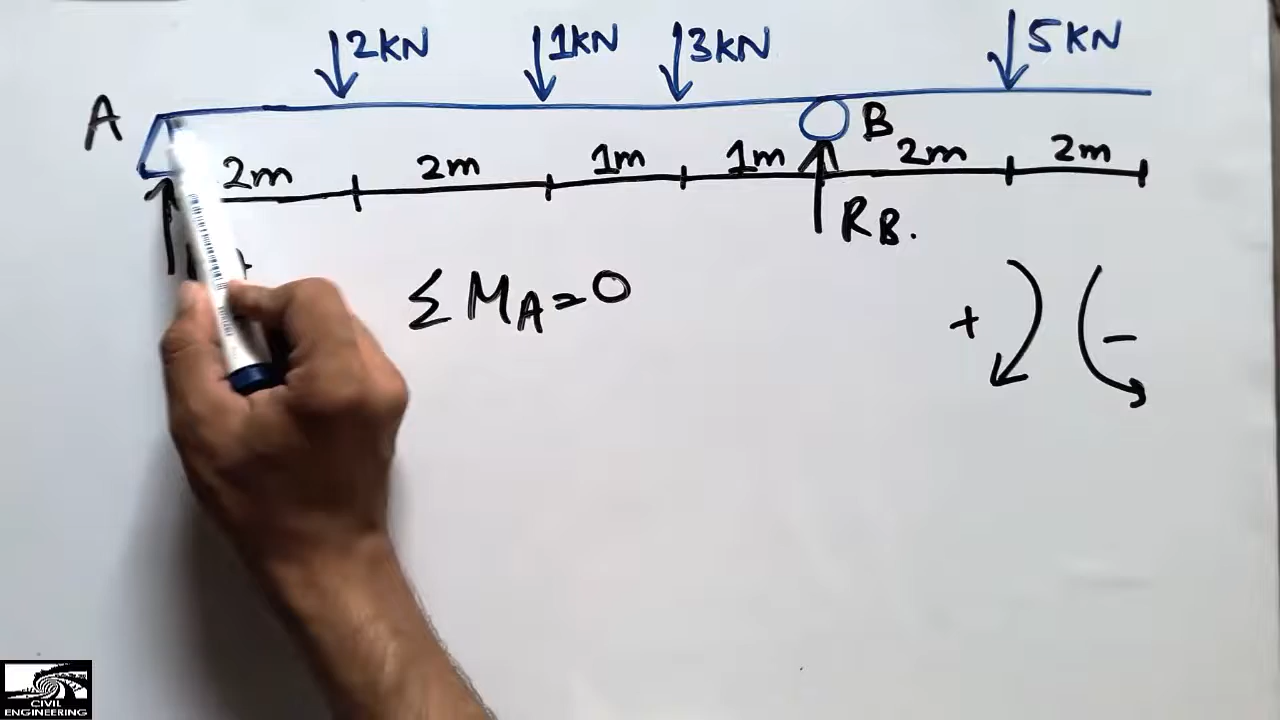 2KN 1KN 3KN 5KN
A B
2m 2m 1m 1m 2m 2m
RB.
ΣMA=0
+ −
CIVIL
ENGINEERING